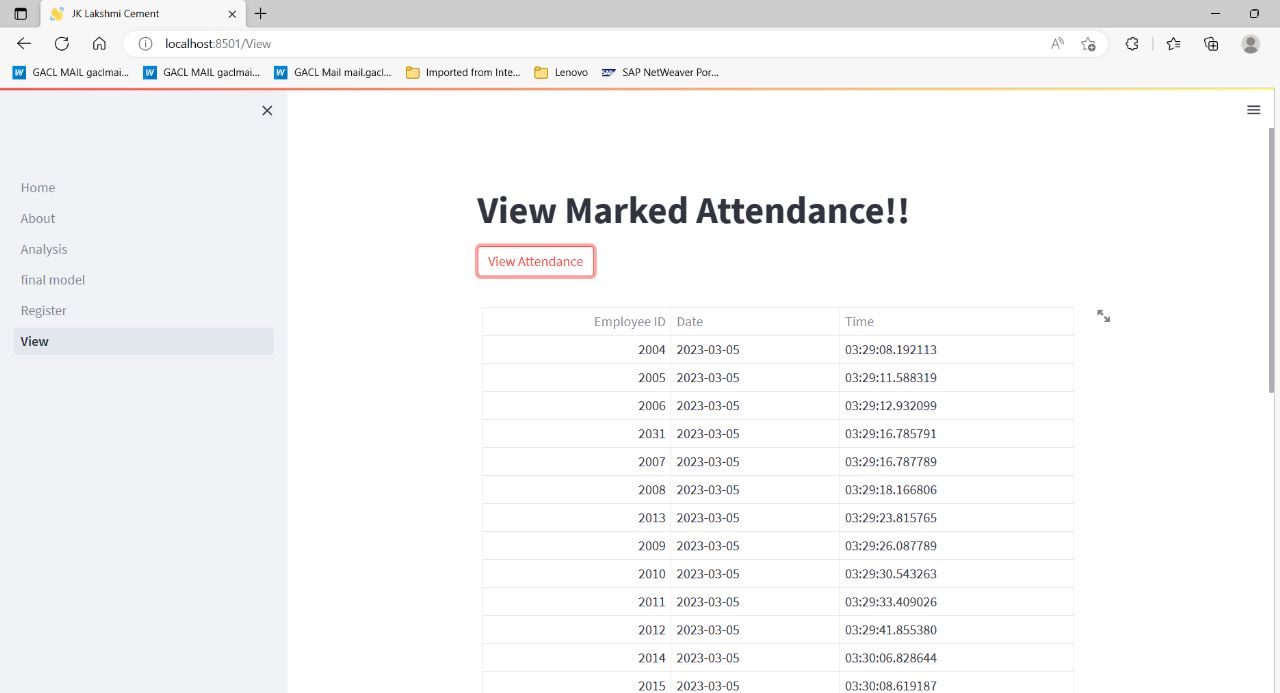 JK Lakshmi Cement
localhost:8501/View
GACL MAIL gaclmai... GACL MAIL gaclmai... GACL Mail mail.gacl... Imported from Inte... Lenovo SAP NetWeaver Por...
Home
About
Analysis
final model
Register
View
View Marked Attendance!!
View Attendance
Employee ID Date Time
2004 2023-03-05 03:29:08.192113
2005 2023-03-05 03:29:11.588319
2006 2023-03-05 03:29:12.932099
2031 2023-03-05 03:29:16.785791
2007 2023-03-05 03:29:16.787789
2008 2023-03-05 03:29:18.166806
2013 2023-03-05 03:29:23.815765
2009 2023-03-05 03:29:26.087789
2010 2023-03-05 03:29:30.543263
2011 2023-03-05 03:29:33.409026
2012 2023-03-05 03:29:41.855380
2014 2023-03-05 03:30:06.828644
2015 2023-03-05 03:30:08.619187